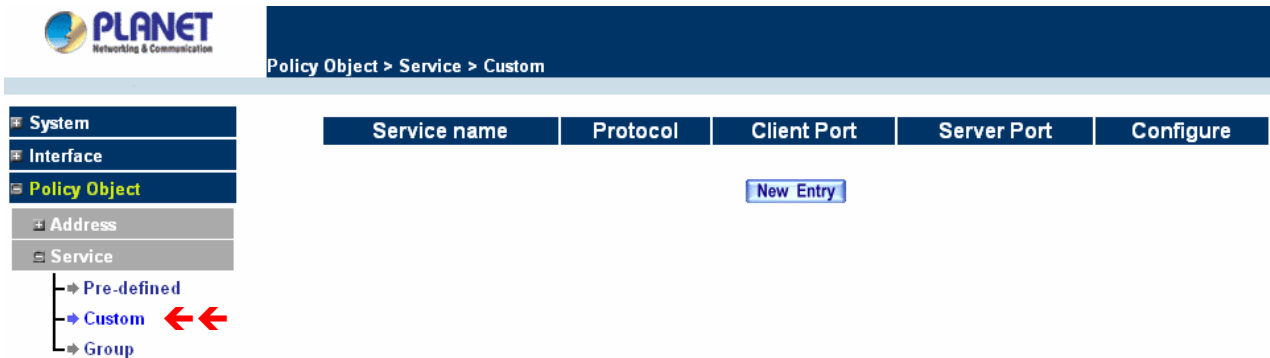 PLANET
Networking & Communication
Policy Object > Service > Custom
System
Interface
Policy Object
Address
Service
Pre-defined
Custom
Group
Service name Protocol Client Port Server Port Configure
New Entry